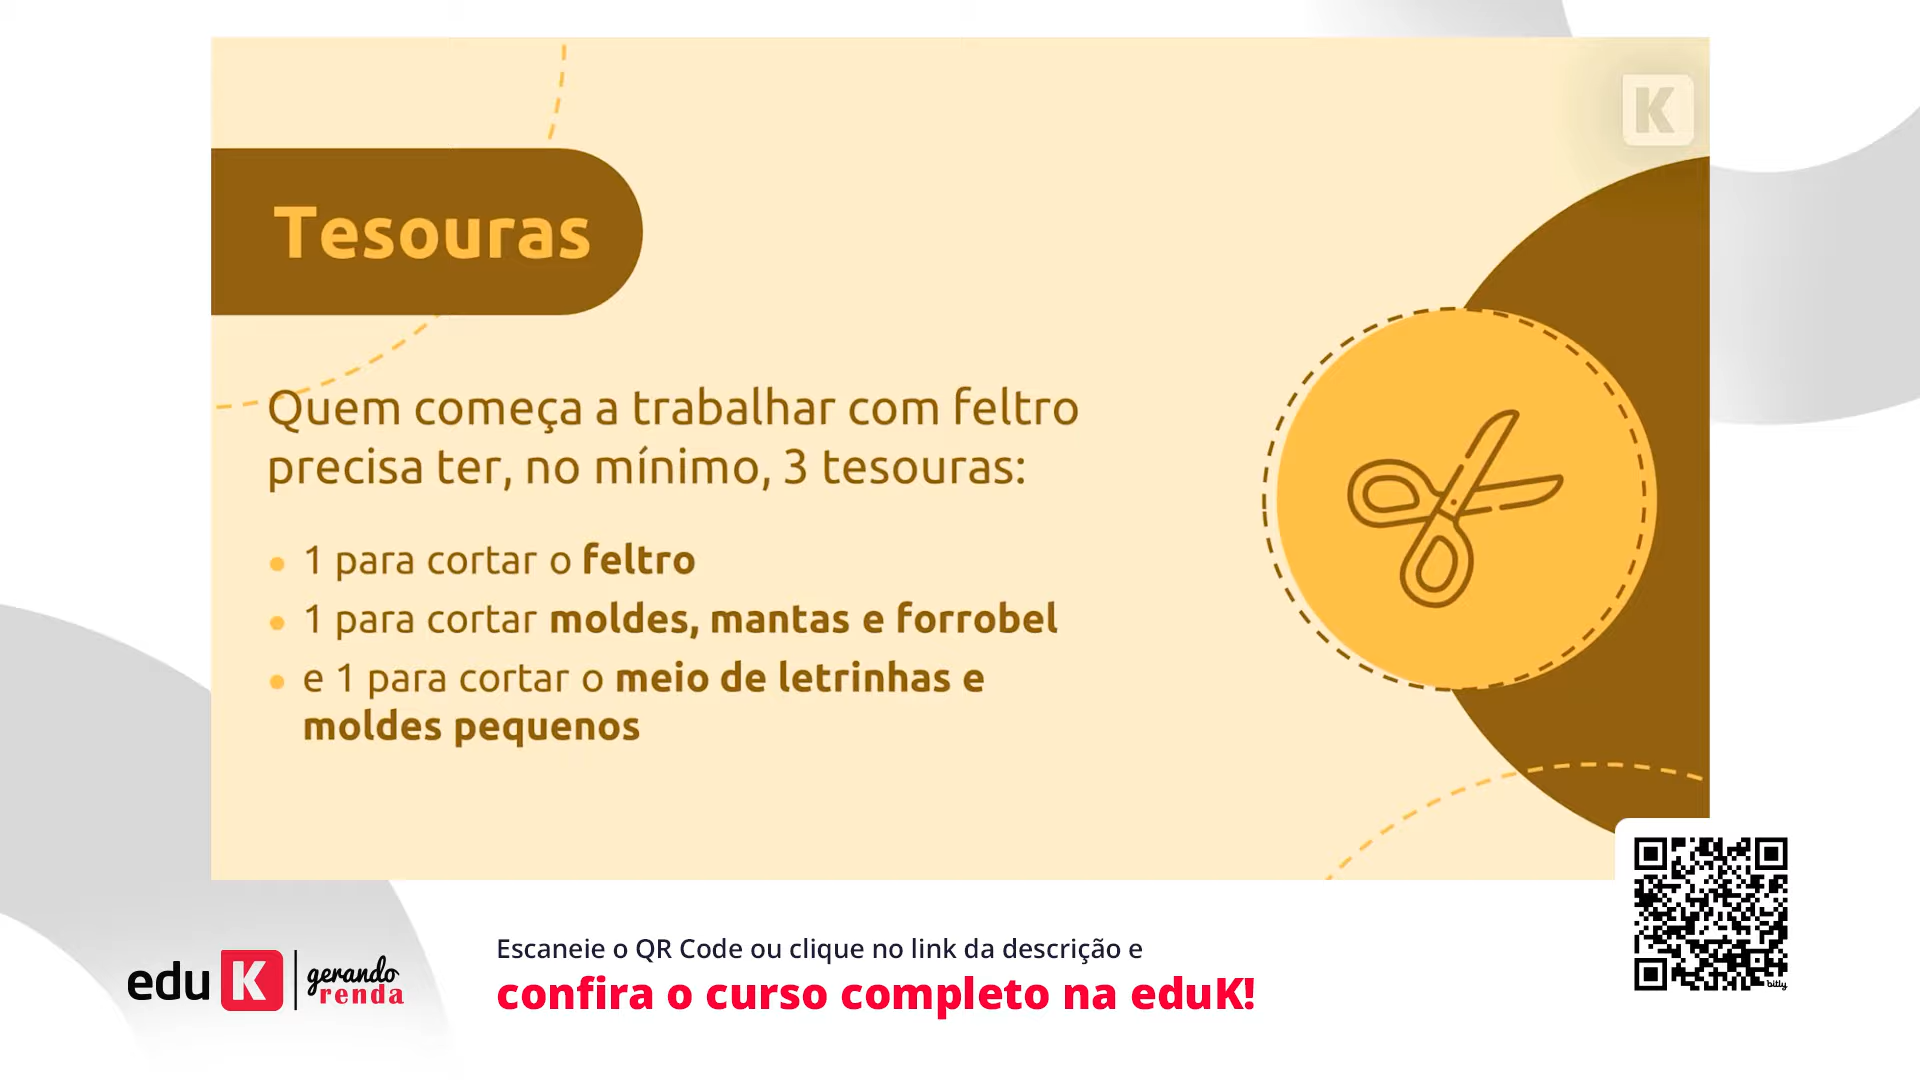 K
Tesouras
Quem começa a trabalhar com feltro
precisa ter, no mínimo, 3 tesouras:
• 1 para cortar o feltro
• 1 para cortar moldes, mantas e forrobel
• e 1 para cortar o meio de letrinhas e
moldes pequenos
eduK | gerando
renda
Escaneie o QR Code ou clique no link da descrição e
confira o curso completo na eduK!
bitly